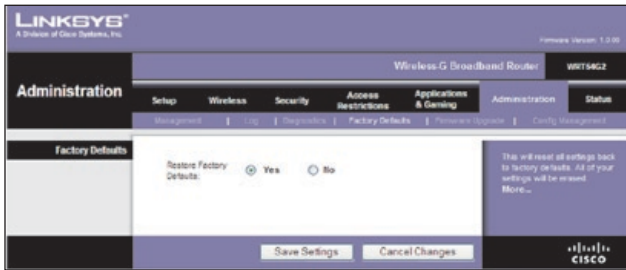 LINKSYS®
A Division of Cisco Systems, Inc.
Firmware Version: 1.0.00
Wireless-G Broadband Router
WRT54G2
Administration
Setup
Wireless
Security
Access Restrictions
Applications & Gaming
Administration
Status
Management | Log | Diagnostics | Factory Defaults | Firmware Upgrade | Config Management
Factory Defaults
Restore Factory
Defaults:
Yes
No
This will reset all settings back
to factory defaults. All of your
settings will be erased.
More...
Save Settings
Cancel Changes
CISCO